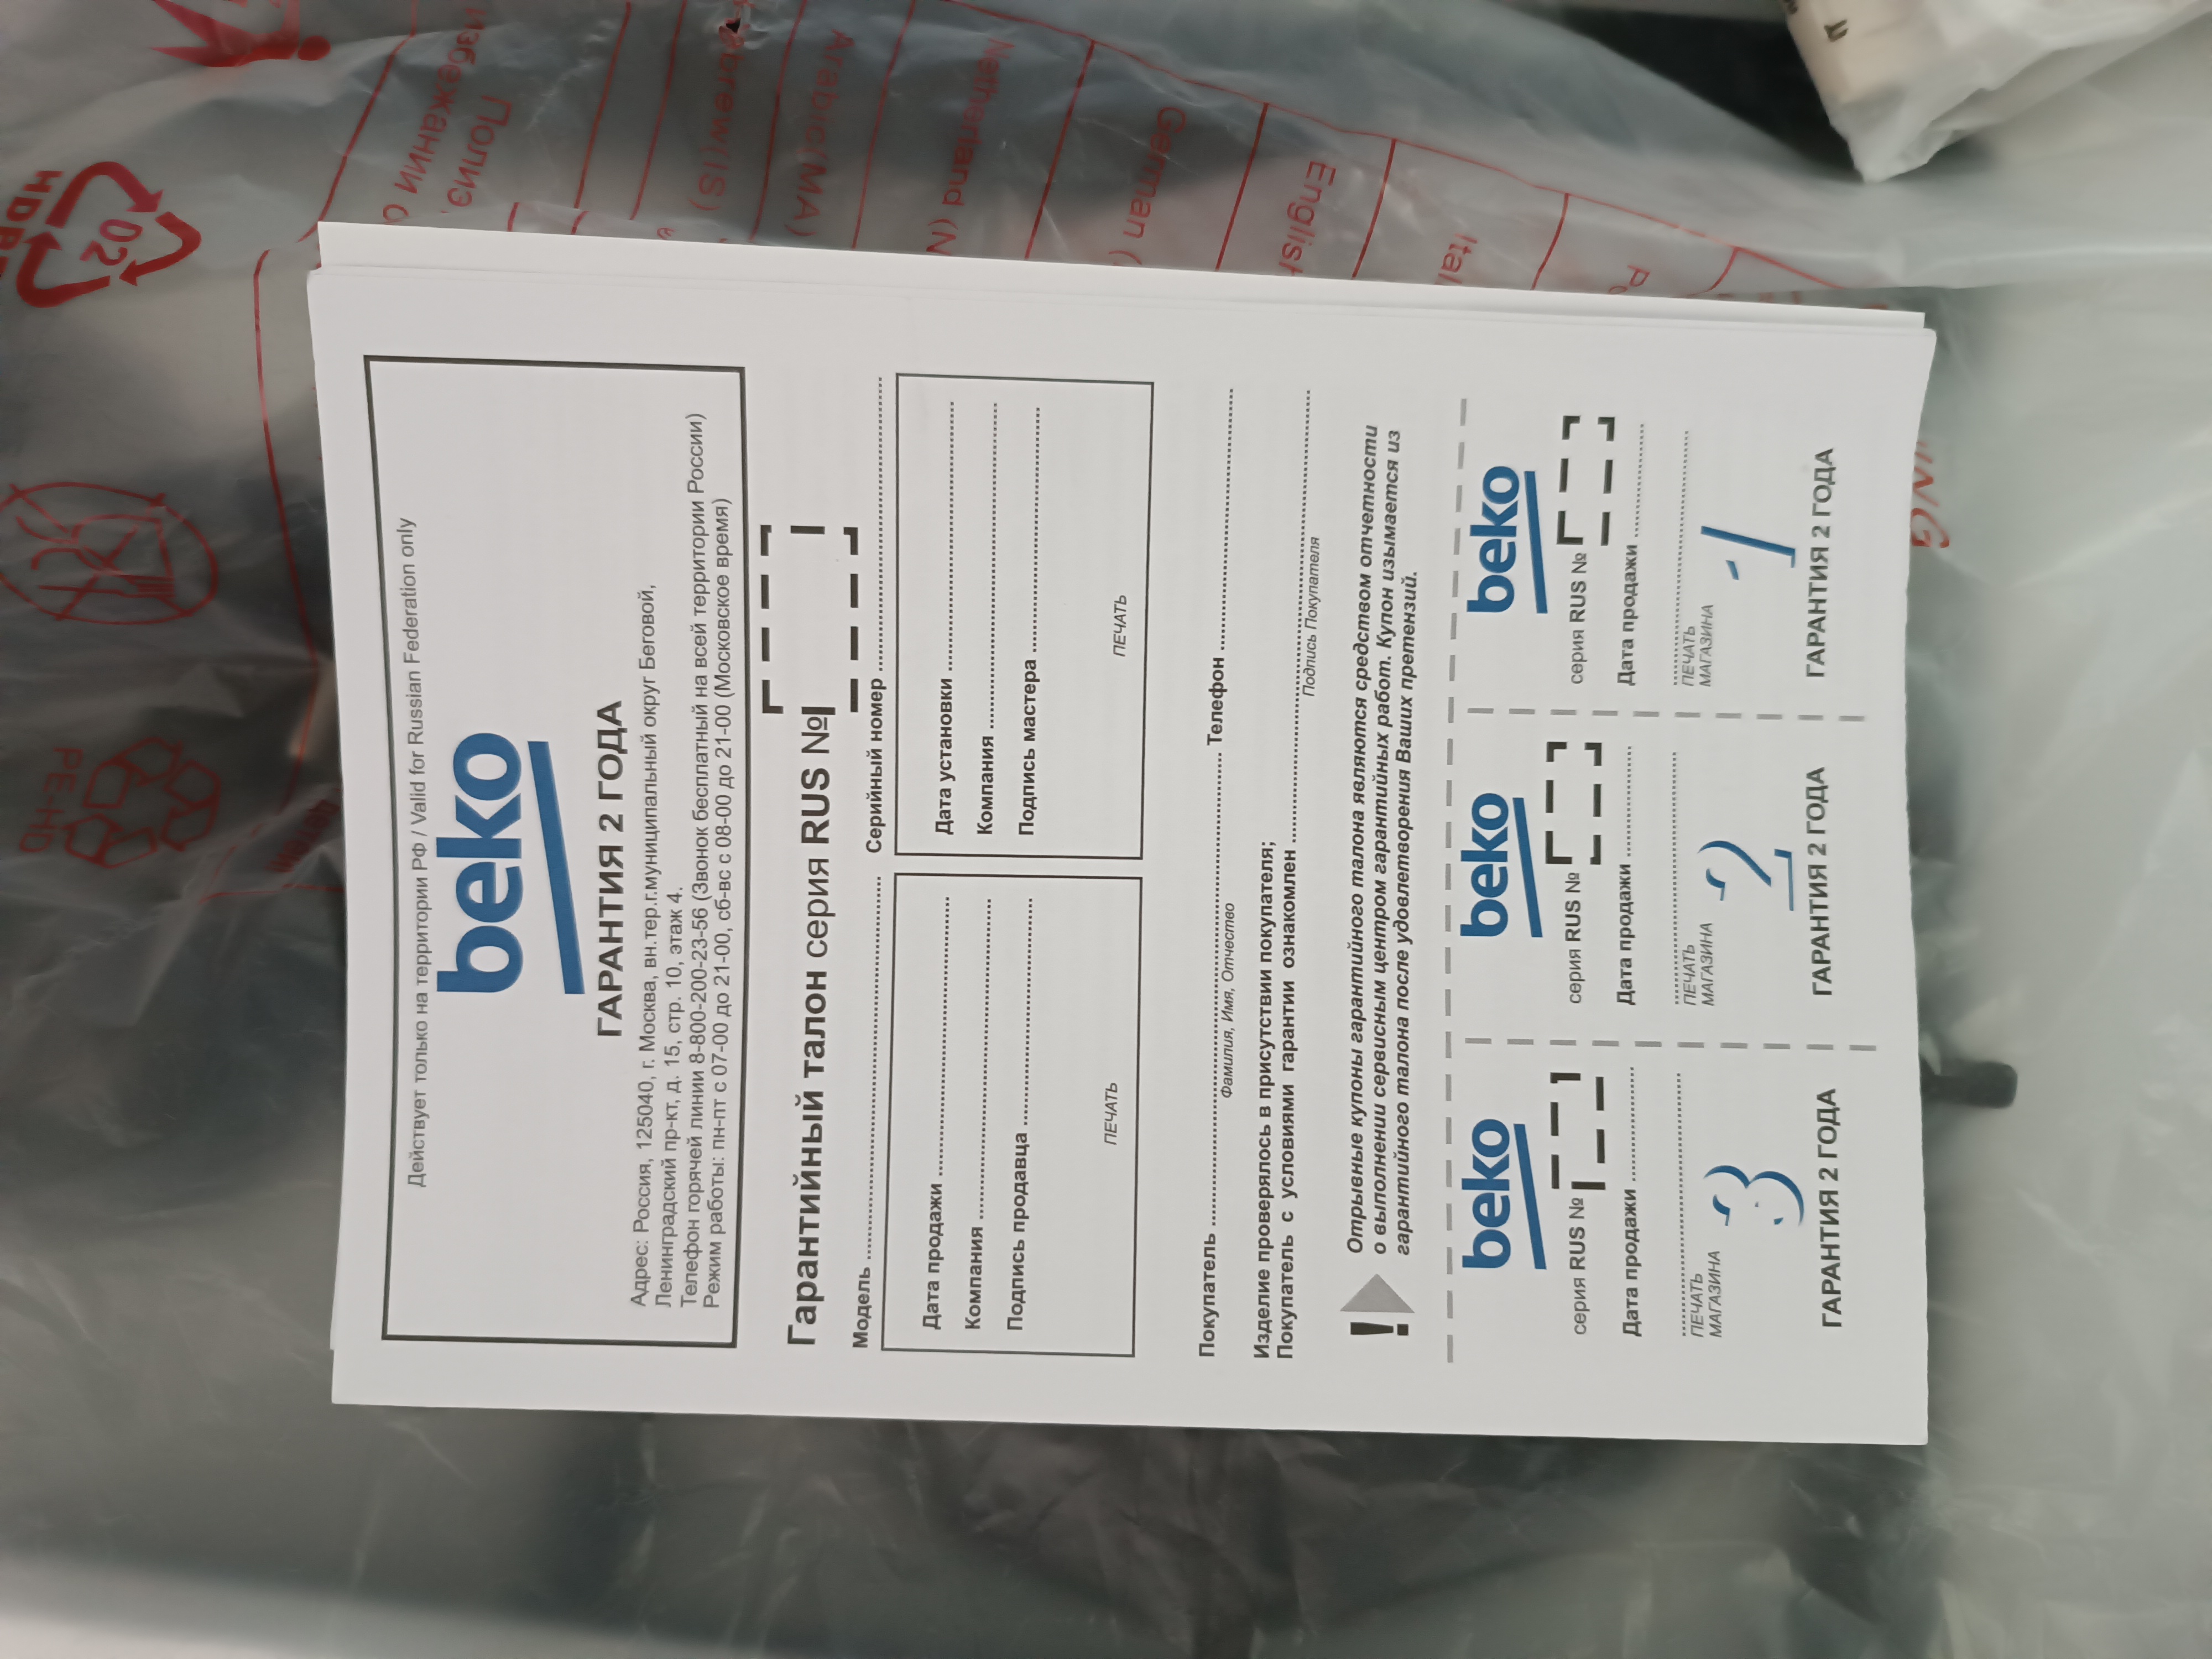 Действует только на территории РФ / Valid for Russian Federation only
beko
ГАРАНТИЯ 2 ГОДА
Адрес: Россия, 125040, г. Москва, вн.тер.г.муниципальный округ Беговой,
Ленинградский пр-кт, д. 15, стр. 10, этаж 4.
Телефон горячей линии 8-800-200-23-56 (Звонок бесплатный на всей территории России)
Режим работы: пн-пт с 07-00 до 21-00, сб-вс с 08-00 до 21-00 (Московское время)
Гарантийный талон серия RUS №
Модель Серийный номер
Дата продажи
Компания
Подпись продавца
ПЕЧАТЬ
Дата установки
Компания
Подпись мастера
ПЕЧАТЬ
Покупатель Телефон
Фамилия, Имя, Отчество
Изделие проверялось в присутствии покупателя;
Покупатель с условиями гарантии ознакомлен
Подпись Покупателя
! Отрывные купоны гарантийного талона являются средством отчетности
о выполнении сервисным центром гарантийных работ. Купон изымается из
гарантийного талона после удовлетворения Ваших претензий.
beko
серия RUS №
Дата продажи
ПЕЧАТЬ
МАГАЗИНА
3
ГАРАНТИЯ 2 ГОДА
beko
серия RUS №
Дата продажи
ПЕЧАТЬ
МАГАЗИНА
2
ГАРАНТИЯ 2 ГОДА
beko
серия RUS №
Дата продажи
ПЕЧАТЬ
МАГАЗИНА
1
ГАРАНТИЯ 2 ГОДА
избежании
02
Arabic(MA)
Netherland (N
German (
English
Ital
PE-HD